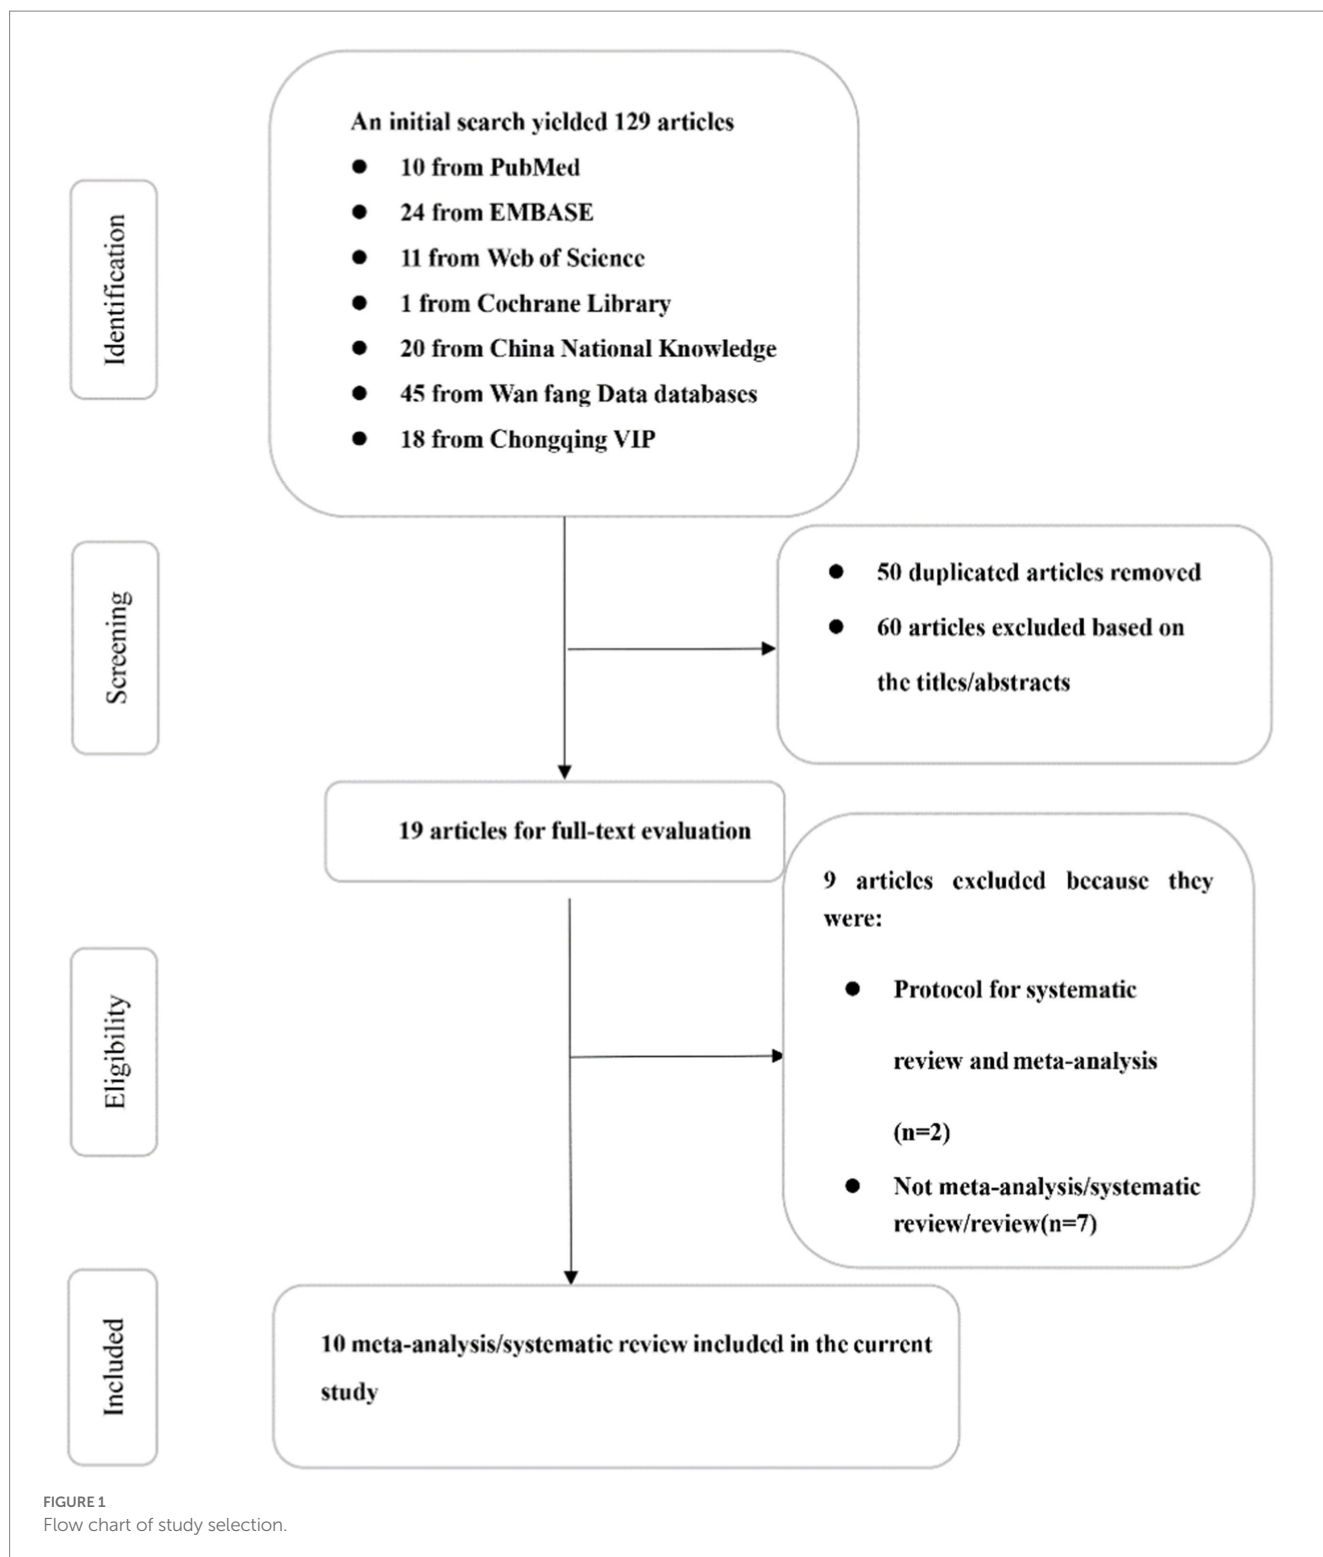 An initial search yielded 129 articles
● 10 from PubMed
● 24 from EMBASE
● 11 from Web of Science
● 1 from Cochrane Library
● 20 from China National Knowledge
● 45 from Wan fang Data databases
● 18 from Chongqing VIP
Identification
● 50 duplicated articles removed
● 60 articles excluded based on
the titles/abstracts
Screening
19 articles for full-text evaluation
9 articles excluded because they
were:
● Protocol for systematic
review and meta-analysis
(n=2)
● Not meta-analysis/systematic
review/review(n=7)
Eligibility
10 meta-analysis/systematic review included in the current
study
Included
FIGURE 1
Flow chart of study selection.